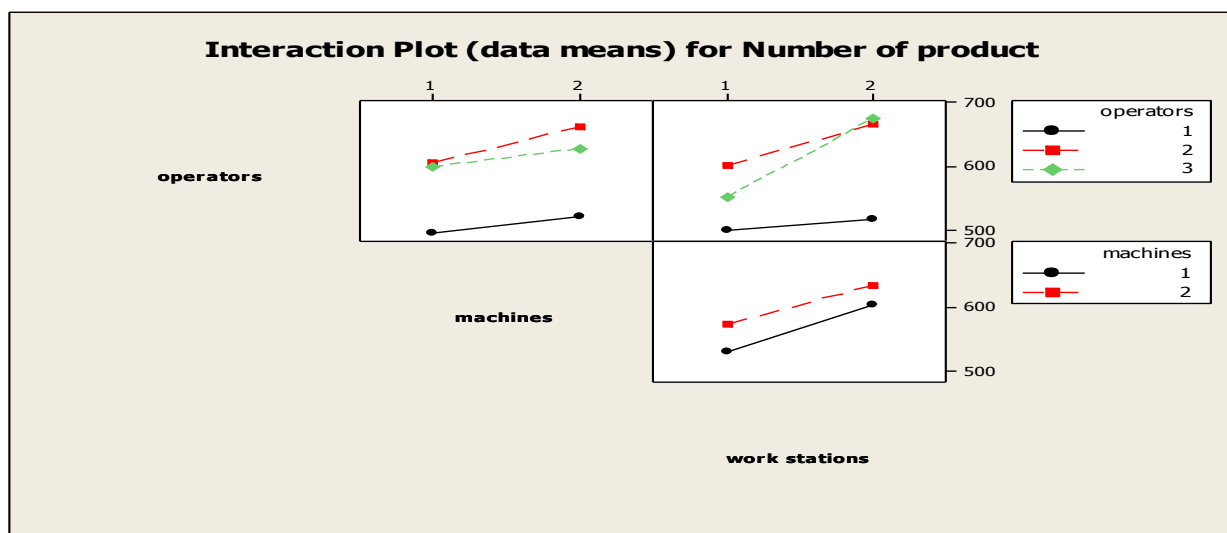 Interaction Plot (data means) for Number of product
1 2 1 2
700
600
500
operators
operators
1
2
3
700
600
500
machines
machines
1
2
work stations